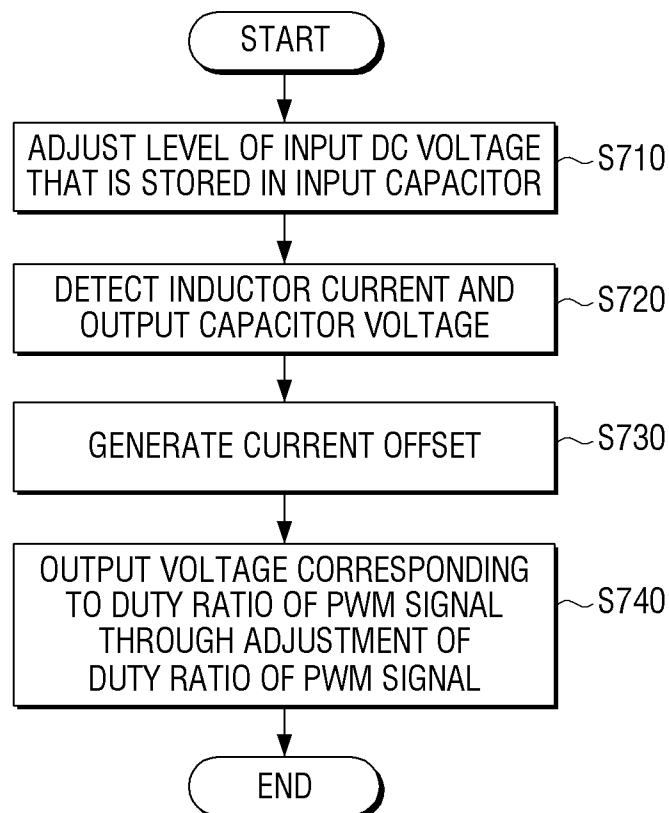 START
ADJUST LEVEL OF INPUT DC VOLTAGE
THAT IS STORED IN INPUT CAPACITOR
S710
DETECT INDUCTOR CURRENT AND
OUTPUT CAPACITOR VOLTAGE
S720
GENERATE CURRENT OFFSET
S730
OUTPUT VOLTAGE CORRESPONDING
TO DUTY RATIO OF PWM SIGNAL
THROUGH ADJUSTMENT OF
DUTY RATIO OF PWM SIGNAL
S740
END